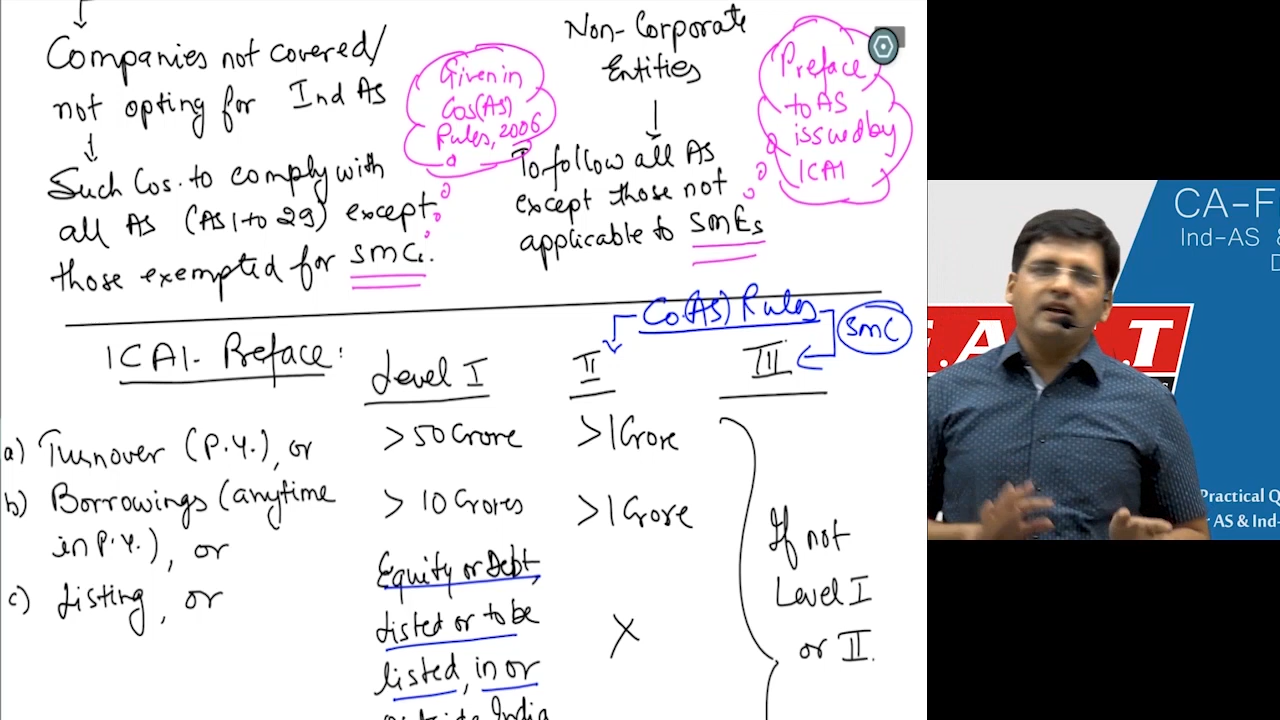 Companies not covered/
not opting for Ind AS
Such Cos. to comply with
all AS (AS 1 to 29) except
those exempted for SMCs.
Given in
Cos(AS)
Rules, 2006
Non-Corporate
Entities
To follow all AS
except those not
applicable to SMEs
Preface
to AS
issued by
ICAI
ICAI- Preface:
Co(AS) Rules
SMC
Level I
II
III
a) Turnover (P.Y.), or
>50 Crore
>1 Crore
b) Borrowings (anytime
in P.Y.), or
>10 Crores
>1 Crore
c) Listing, or
Equity or Debt,
listed or to be
listed, in or
outside India
X
If not
Level I
or II.
CA-F
Ind-AS &
D
F.A.S.T
Practical Q
r AS & Ind-